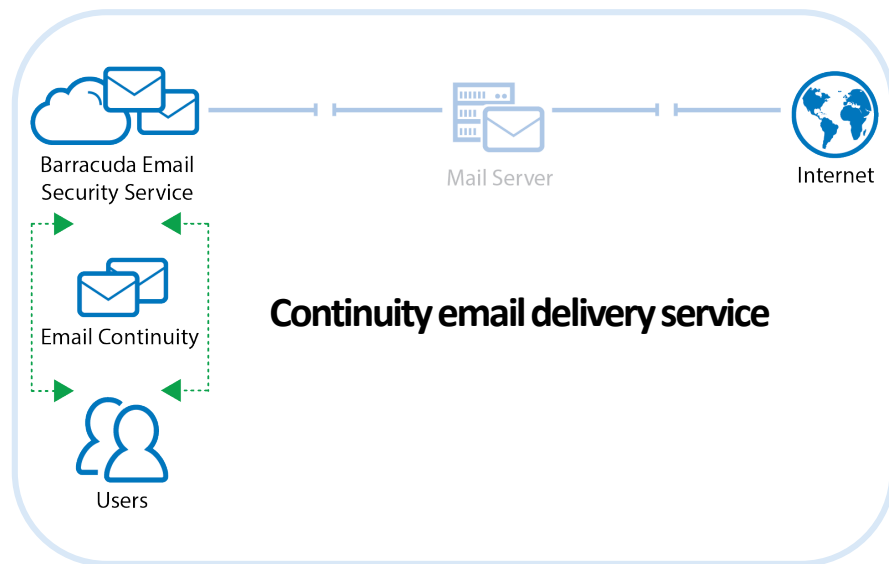 Barracuda Email
Security Service
Mail Server
Internet
Email Continuity
Continuity email delivery service
Users